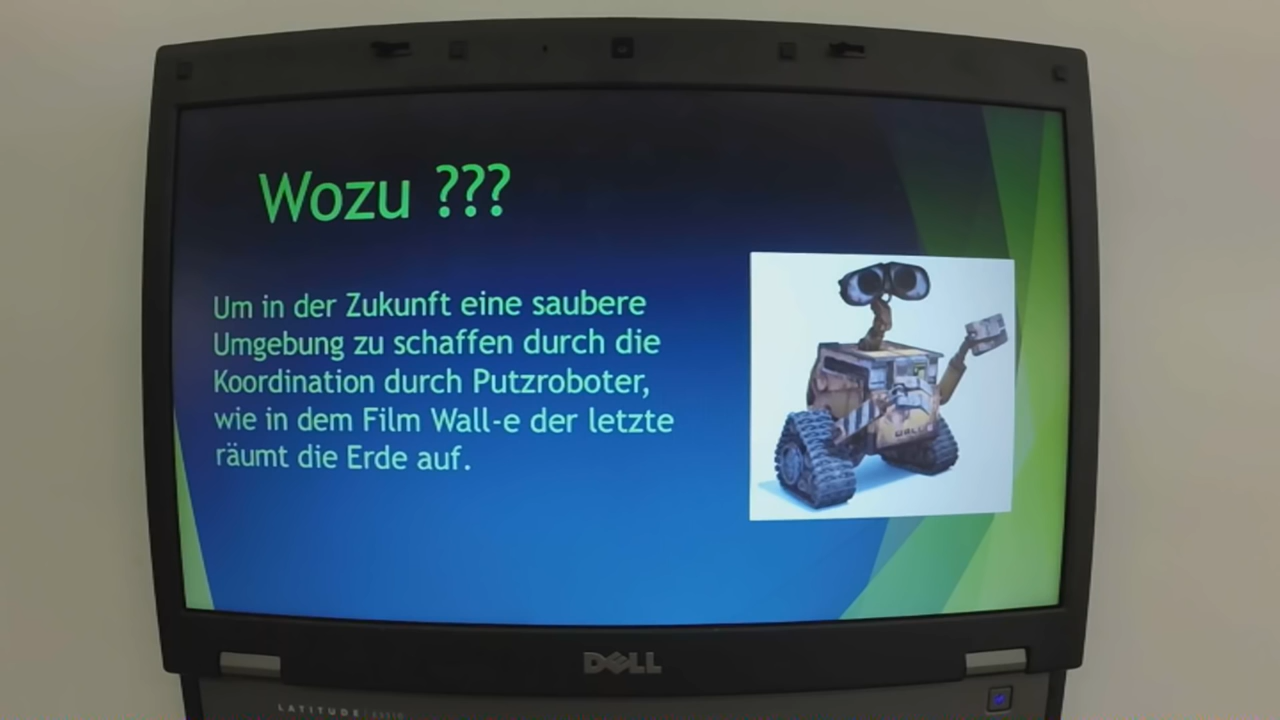 Wozu ???
Um in der Zukunft eine saubere
Umgebung zu schaffen durch die
Koordination durch Putzroboter,
wie in dem Film Wall-e der letzte
räumt die Erde auf.
WALL
DELL
LATITUDE